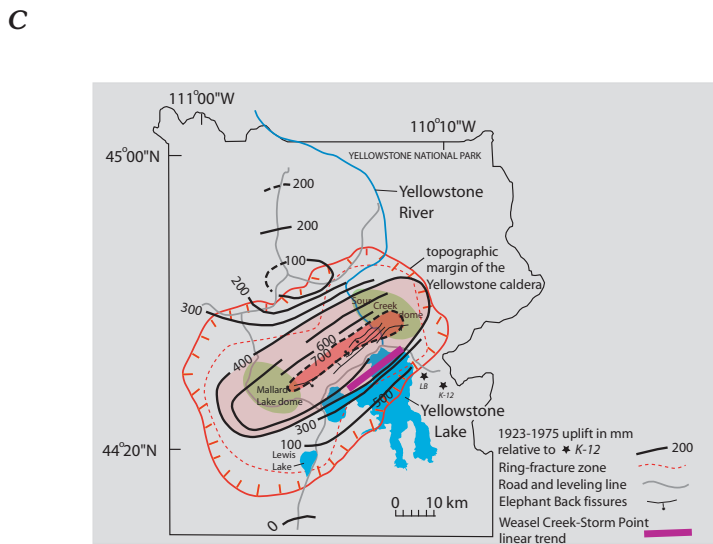 C
111°00"W
110°10"W
45°00"N
YELLOWSTONE NATIONAL PARK
200
Yellowstone
River
200
topographic
margin of the
Yellowstone caldera
100
200
300
Sour
Creek
dome
600
700
400
Mallard
Lake dome
LB
K-12
500
300
Yellowstone
Lake
100
44°20"N
Lewis
Lake
0
0 10 km
1923-1975 uplift in mm
relative to ★ K-12
200
Ring-fracture zone
Road and leveling line
Elephant Back fissures
Weasel Creek-Storm Point
linear trend